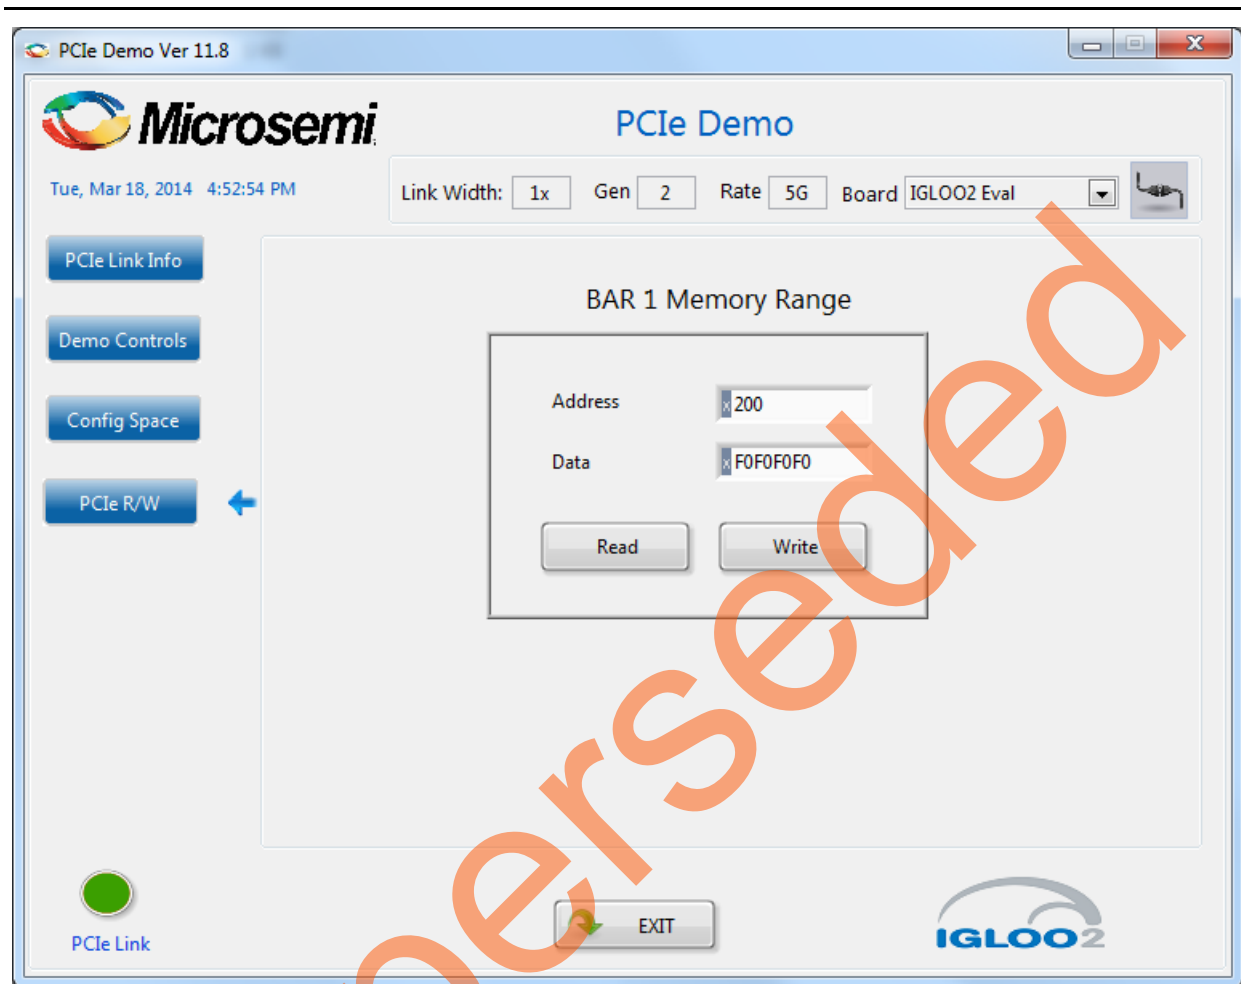 PCIe Demo Ver 11.8
Microsemi
PCIe Demo
Tue, Mar 18, 2014 4:52:54 PM
Link Width: 1x Gen 2 Rate 5G Board IGLOO2 Eval
PCIe Link Info
BAR 1 Memory Range
Demo Controls
Address x 200
Config Space
Data x F0F0F0F0
PCIe R/W
Read Write
EXIT
PCIe Link
IGLOO2
perseded